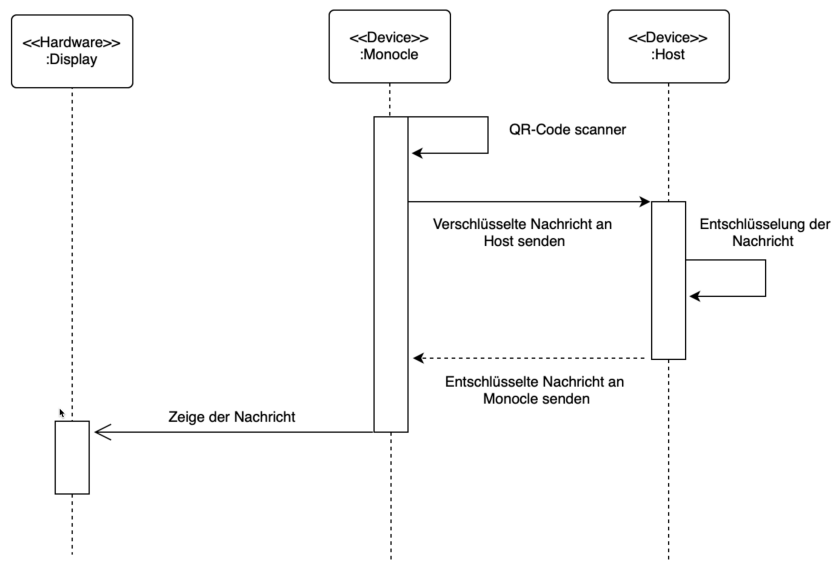 <<Hardware>>
:Display
<<Device>>
:Monocle
<<Device>>
:Host
QR-Code scanner
Verschlüsselte Nachricht an
Host senden
Entschlüsselung der
Nachricht
Entschlüsselte Nachricht an
Monocle senden
Zeige der Nachricht